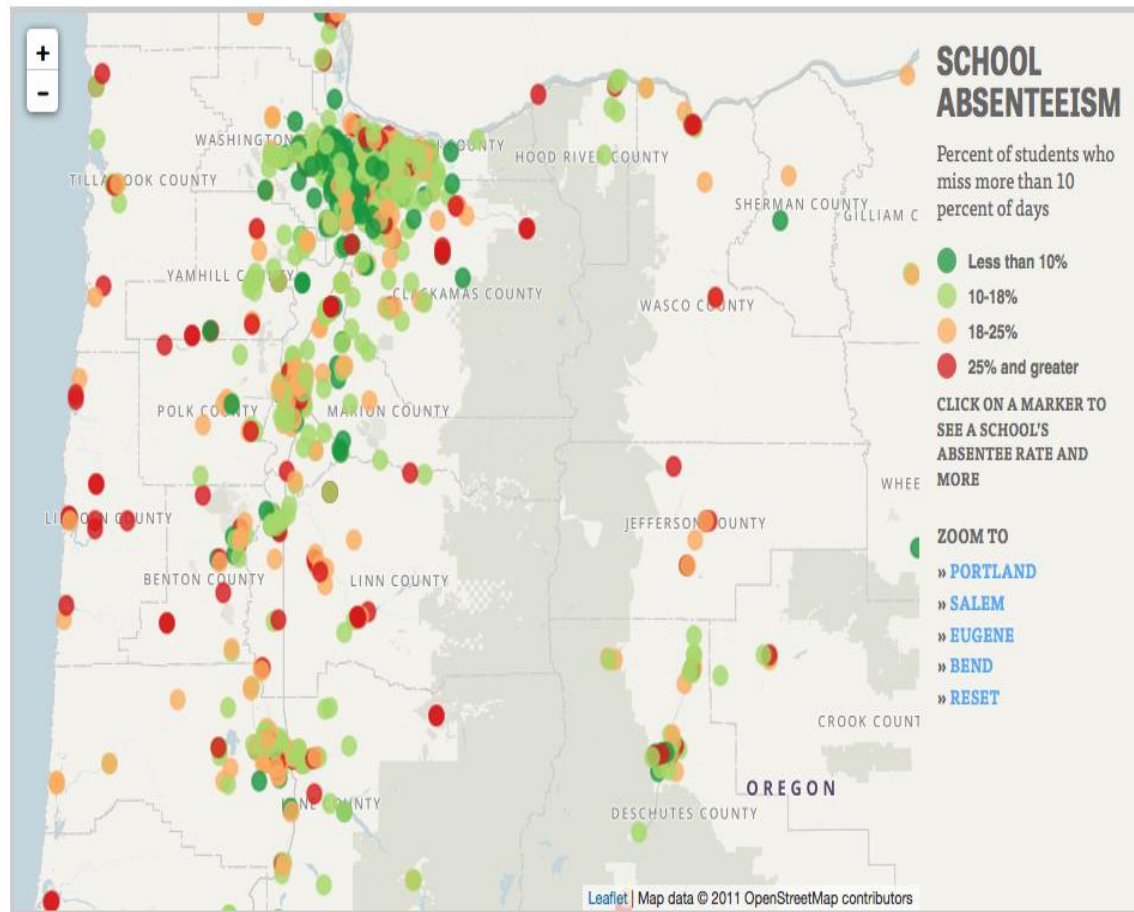 +
-
WASHINGTON
COUNTY
HOOD RIVER COUNTY
TILLAMOOK COUNTY
SHERMAN COUNTY
GILLIAM C
YAMHILL COUNTY
CLACKAMAS COUNTY
WASCO COUNTY
POLK COUNTY
MARION COUNTY
WHEE
LINCOLN COUNTY
JEFFERSON COUNTY
BENTON COUNTY
LINN COUNTY
CROOK COUNT
OREGON
LANE COUNTY
DESCHUTES COUNTY
Leaflet | Map data © 2011 OpenStreetMap contributors
SCHOOL
ABSENTEEISM
Percent of students who
miss more than 10
percent of days
Less than 10%
10-18%
18-25%
25% and greater
CLICK ON A MARKER TO
SEE A SCHOOL'S
ABSENTEE RATE AND
MORE
ZOOM TO
» PORTLAND
» SALEM
» EUGENE
» BEND
» RESET